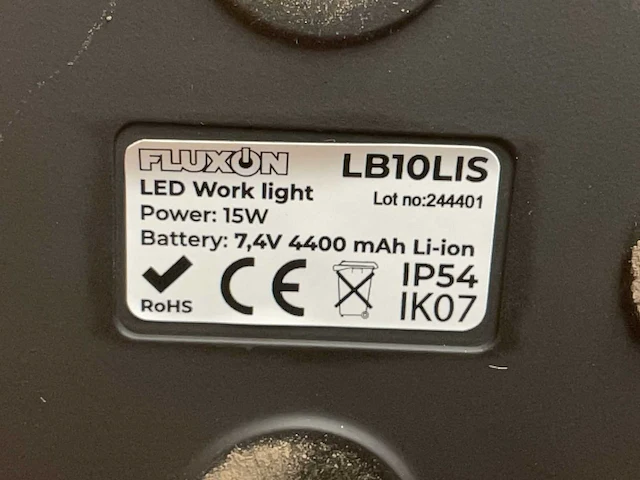 FLUXON
LB10LIS
LED Work light
Lot no:244401
Power: 15W
Battery: 7,4V 4400 mAh Li-ion
RoHS
CE
IP54
IK07